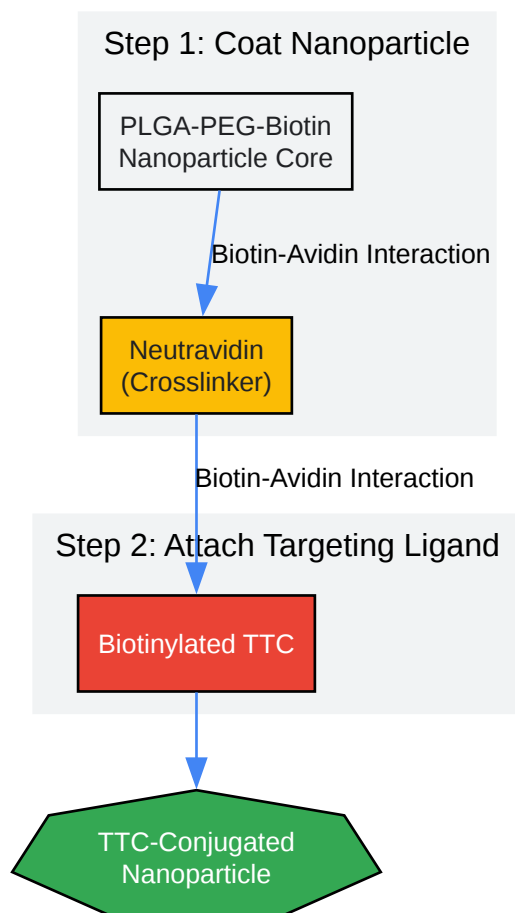 Step 1: Coat Nanoparticle
PLGA-PEG-Biotin
Nanoparticle Core
Biotin-Avidin Interaction
Neutravidin
(Crosslinker)
Biotin-Avidin Interaction
Step 2: Attach Targeting Ligand
Biotinylated TTC
TTC-Conjugated
Nanoparticle